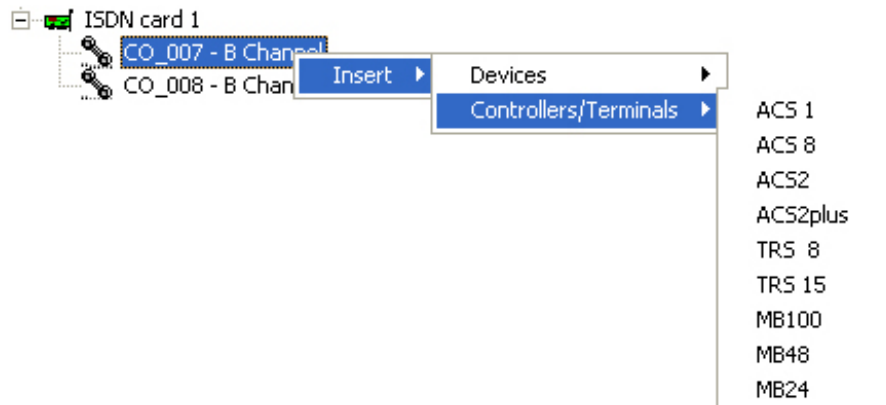 ISDN card 1
CO_007 - B Channel
CO_008 - B Chan
Insert
Devices
Controllers/Terminals
ACS 1
ACS 8
ACS2
ACS2plus
TRS 8
TRS 15
MB100
MB48
MB24